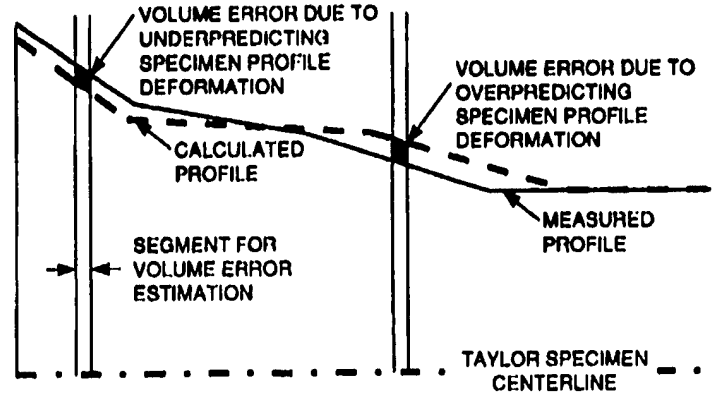 VOLUME ERROR DUE TO
UNDERPREDICTING
SPECIMEN PROFILE
DEFORMATION
VOLUME ERROR DUE TO
OVERPREDICTING
SPECIMEN PROFILE
DEFORMATION
CALCULATED
PROFILE
MEASURED
PROFILE
SEGMENT FOR
VOLUME ERROR
ESTIMATION
TAYLOR SPECIMEN
CENTERLINE